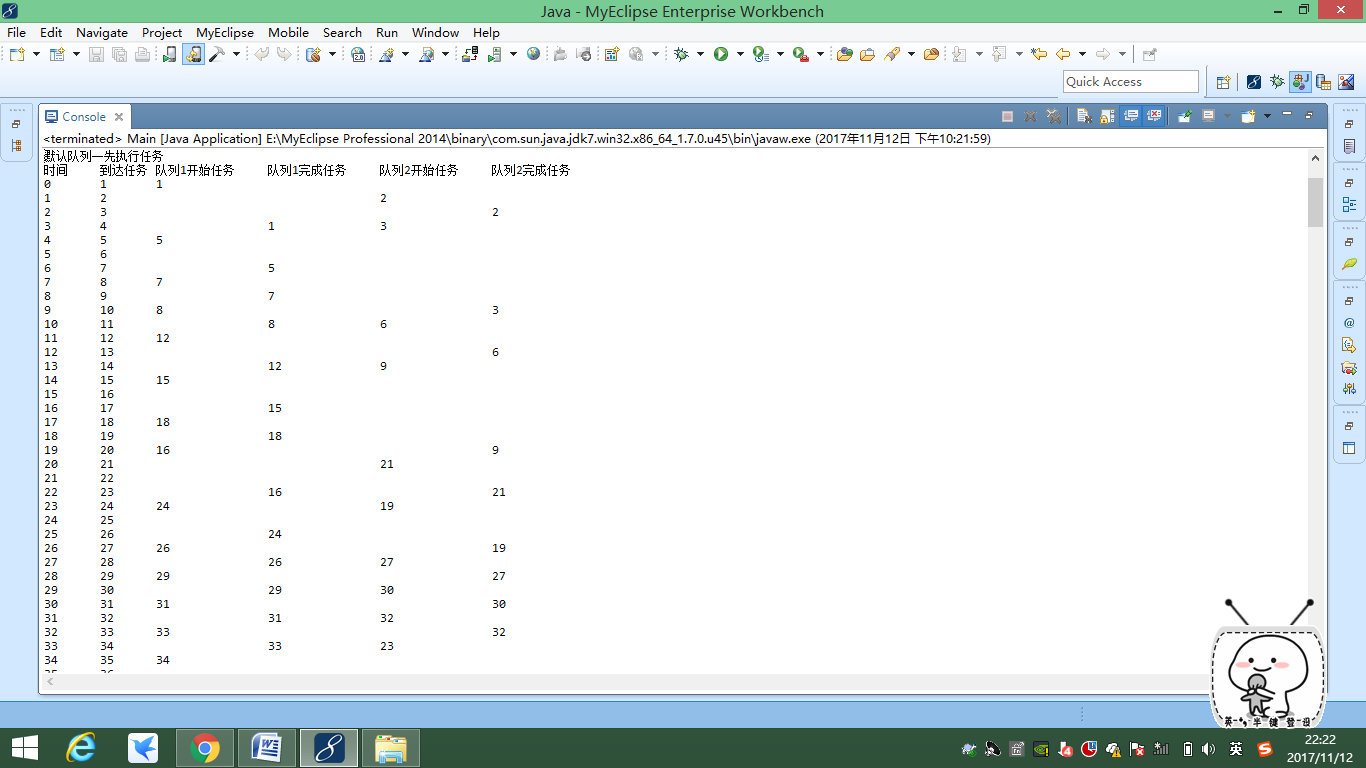 Java - MyEclipse Enterprise Workbench
File Edit Navigate Project MyEclipse Mobile Search Run Window Help
Quick Access
Console
<terminated> Main [Java Application] E:\MyEclipse Professional 2014\binary\com.sun.java.jdk7.win32.x86_64_1.7.0.u45\bin\javaw.exe (2017年11月12日 下午10:21:59)
默认队列一先执行任务
时间 到达任务 队列1开始任务 队列1完成任务 队列2开始任务 队列2完成任务
0 1 1
1 2 2
2 3 2
3 4 1 3
4 5 5
5 6
6 7 5
7 8 7
8 9 7
9 10 8 3
10 11 8 6
11 12 12
12 13 6
13 14 12 9
14 15 15
15 16
16 17 15
17 18 18
18 19 18
19 20 16 9
20 21 21
21 22
22 23 16 21
23 24 24 19
24 25
25 26 24
26 27 26 19
27 28 26 27
28 29 29 27
29 30 29 30
30 31 31 30
31 32 31 32
32 33 33 32
33 34 33 23
34 35 34
英 半 键 登 设
英
22:22
2017/11/12